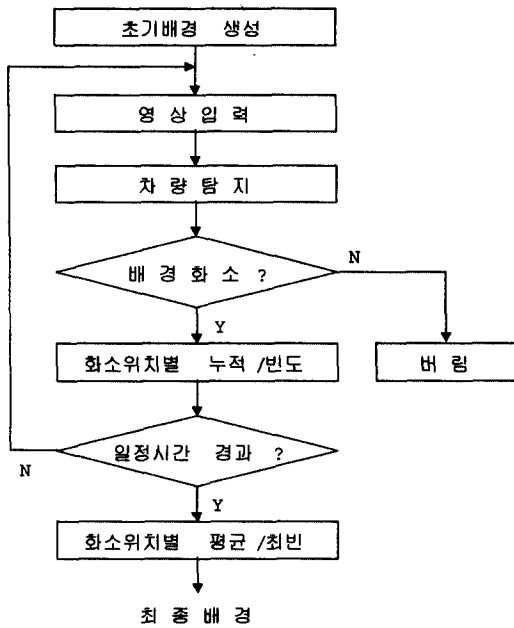 초기배경 생성
영 상 입 력
차 량 탐 지
배 경 화 소 ?
N
Y
화소위치별 누적 /빈도
버 림
일정시간 경과 ?
N
Y
화소위치별 평균 /최빈
최 종 배 경